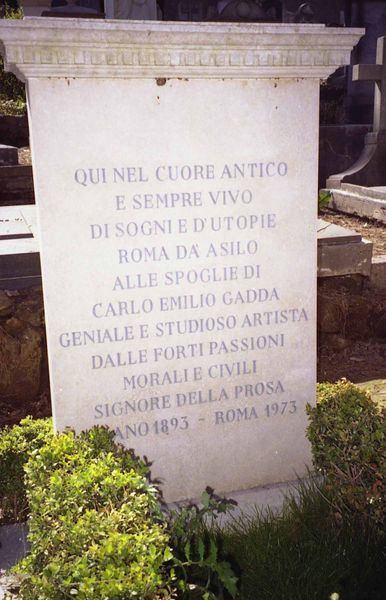 QUI NEL CUORE ANTICO
E SEMPRE VIVO
DI SOGNI E D'UTOPIE
ROMA DA' ASILO
ALLE SPOGLIE DI
CARLO EMILIO GADDA
GENIALE E STUDIOSO ARTISTA
DALLE FORTI PASSIONI
MORALI E CIVILI
SIGNORE DELLA PROSA
ANO 1893 - ROMA 1973